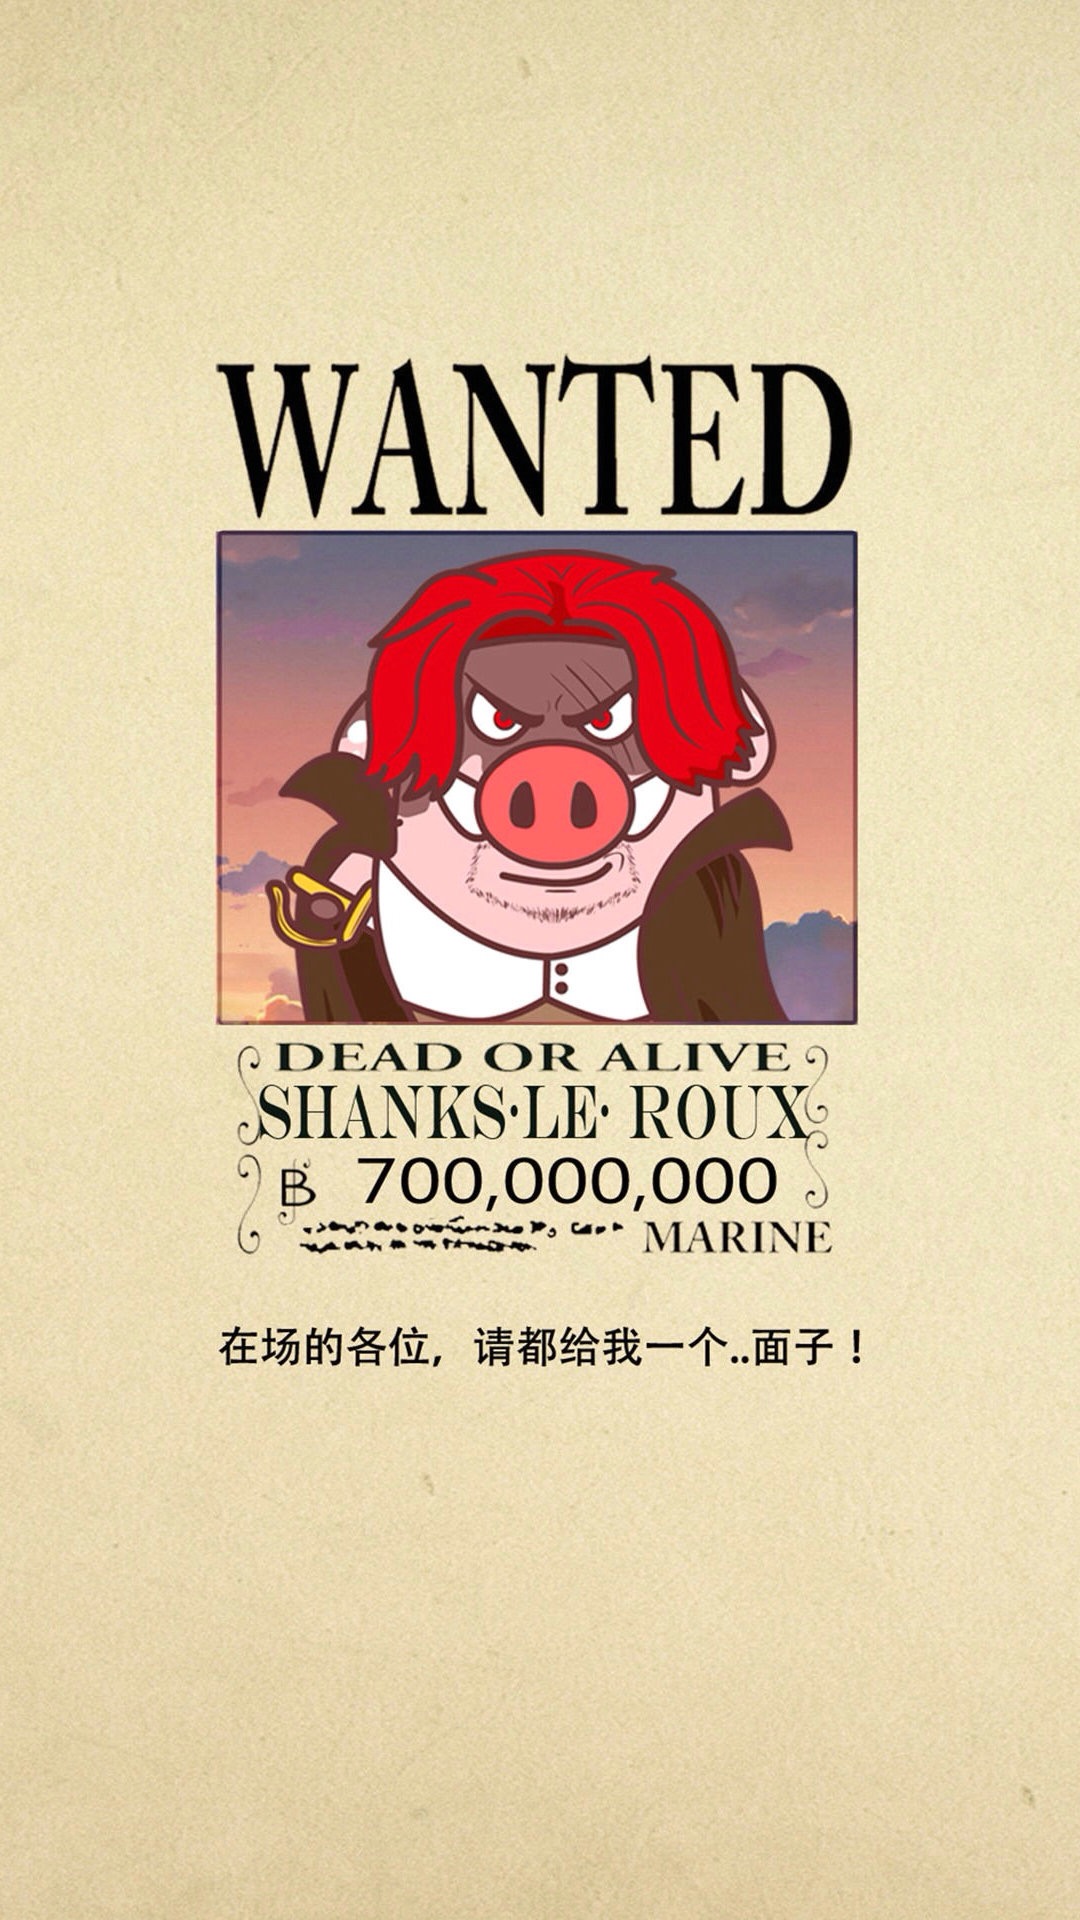 WANTED
DEAD OR ALIVE
SHANKS·LE· ROUX
฿ 700,000,000
MARINE
在场的各位，请都给我一个..面子！